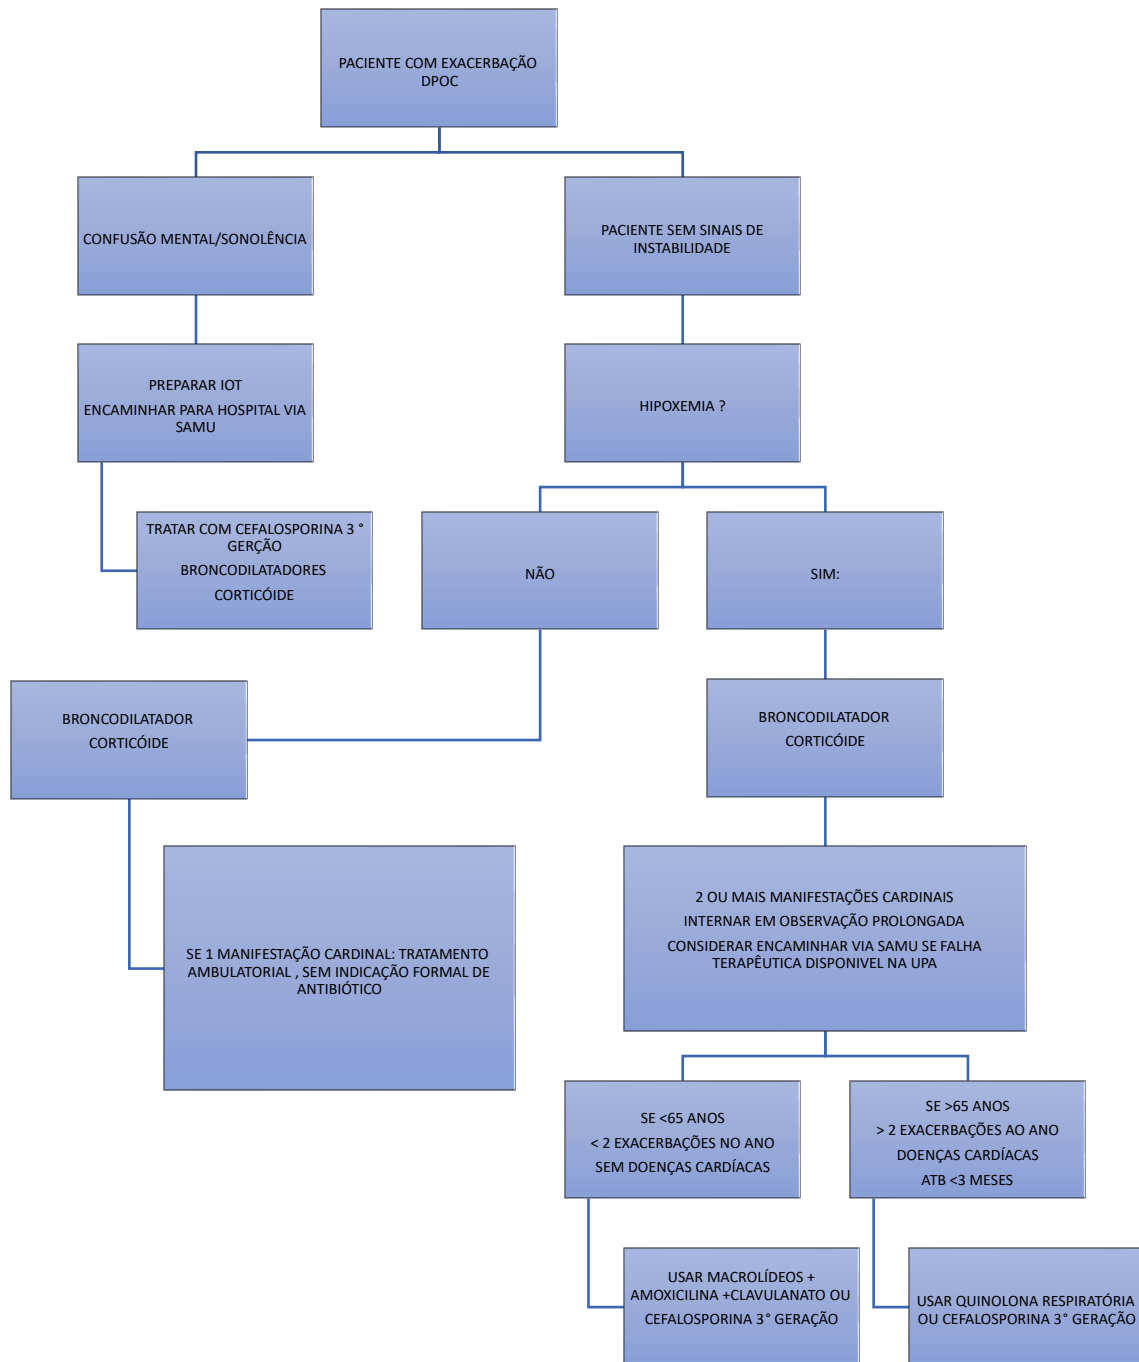 PACIENTE COM EXACERBAÇÃO
DPOC
CONFUSÃO MENTAL/SONOLÊNCIA
PACIENTE SEM SINAIS DE
INSTABILIDADE
PREPARAR IOT
ENCAMINHAR PARA HOSPITAL VIA
SAMU
HIPOXEMIA ?
TRATAR COM CEFALOSPORINA 3 °
GERÇÃO
BRONCODILATADORES
CORTICÓIDE
NÃO
SIM:
BRONCODILATADOR
CORTICÓIDE
BRONCODILATADOR
CORTICÓIDE
SE 1 MANIFESTAÇÃO CARDINAL: TRATAMENTO
AMBULATORIAL , SEM INDICAÇÃO FORMAL DE
ANTIBIÓTICO
2 OU MAIS MANIFESTAÇÕES CARDINAIS
INTERNAR EM OBSERVAÇÃO PROLONGADA
CONSIDERAR ENCAMINHAR VIA SAMU SE FALHA
TERAPÊUTICA DISPONIVEL NA UPA
SE <65 ANOS
< 2 EXACERBAÇÕES NO ANO
SEM DOENÇAS CARDÍACAS
SE >65 ANOS
> 2 EXACERBAÇÕES AO ANO
DOENÇAS CARDÍACAS
ATB <3 MESES
USAR MACROLÍDEOS +
AMOXICILINA +CLAVULANATO OU
CEFALOSPORINA 3° GERAÇÃO
USAR QUINOLONA RESPIRATÓRIA
OU CEFALOSPORINA 3° GERAÇÃO